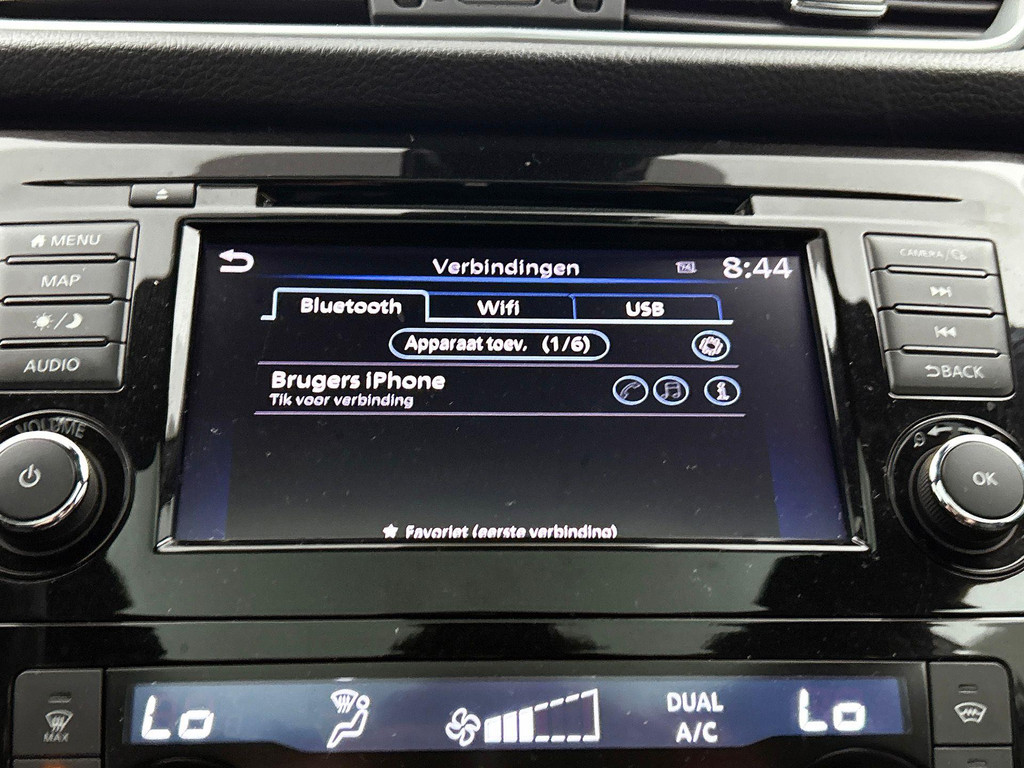 MENU
MAP
AUDIO
VOLUME
Verbindingen
8:44
Bluetooth
Wifi
USB
Apparaat toev. (1/6)
Brugers iPhone
Tik voor verbinding
Favoriet (eerste verbinding)
CAMERA/
BACK
OK
MAX
Lo
DUAL
A/C
Lo